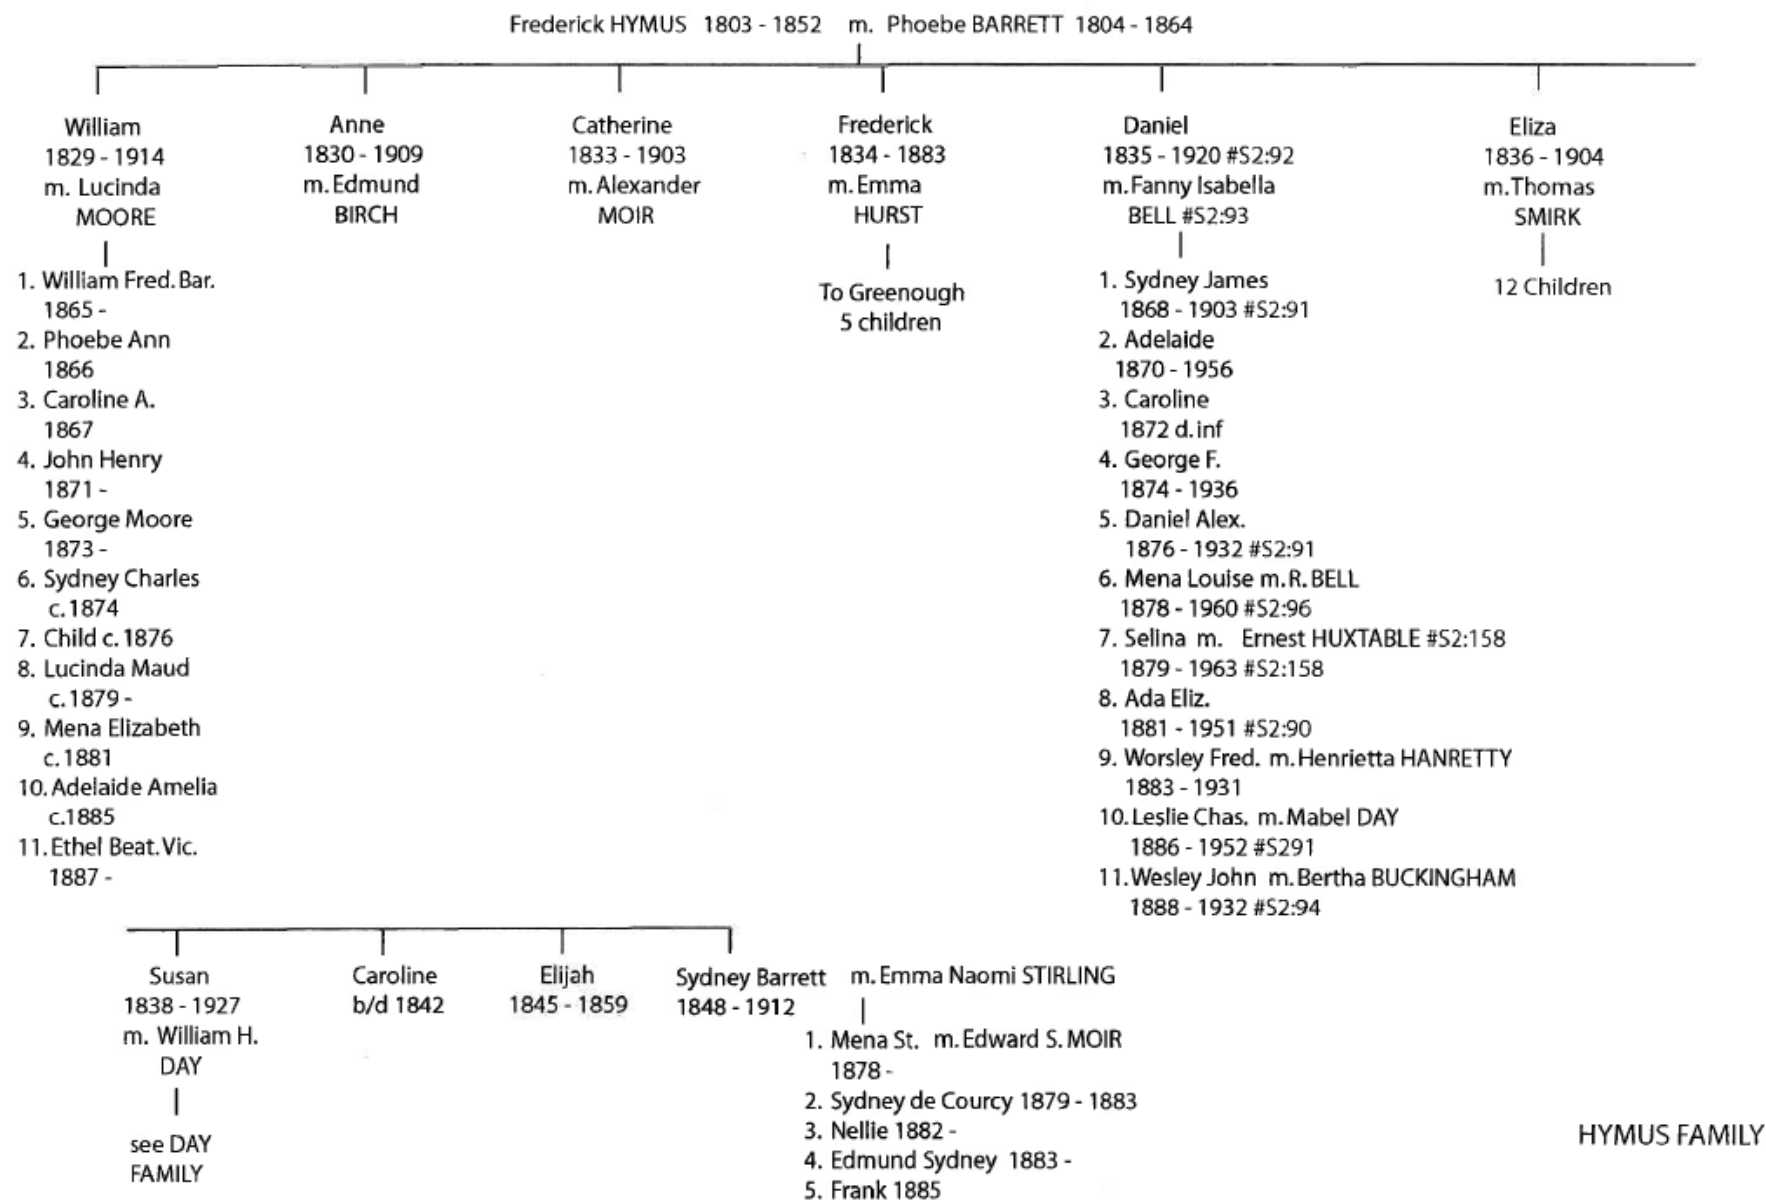 Frederick HYMUS 1803 - 1852 m. Phoebe BARRETT 1804 - 1864
William
1829 - 1914
m. Lucinda
MOORE
1. William Fred. Bar.
1865 -
2. Phoebe Ann
1866
3. Caroline A.
1867
4. John Henry
1871 -
5. George Moore
1873 -
6. Sydney Charles
c. 1874
7. Child c. 1876
8. Lucinda Maud
c. 1879 -
9. Mena Elizabeth
c. 1881
10. Adelaide Amelia
c.1885
11. Ethel Beat. Vic.
1887 -
Anne
1830 - 1909
m. Edmund
BIRCH
Catherine
1833 - 1903
m. Alexander
MOIR
Frederick
1834 - 1883
m. Emma
HURST
To Greenough
5 children
Daniel
1835 - 1920 #S2:92
m. Fanny Isabella
BELL #S2:93
1. Sydney James
1868 - 1903 #S2:91
2. Adelaide
1870 - 1956
3. Caroline
1872 d. inf
4. George F.
1874 - 1936
5. Daniel Alex.
1876 - 1932 #S2:91
6. Mena Louise m. R. BELL
1878 - 1960 #S2:96
7. Selina m. Ernest HUXTABLE #S2:158
1879 - 1963 #S2:158
8. Ada Eliz.
1881 - 1951 #S2:90
9. Worsley Fred. m. Henrietta HANRETTY
1883 - 1931
10. Leslie Chas. m. Mabel DAY
1886 - 1952 #S291
11. Wesley John m. Bertha BUCKINGHAM
1888 - 1932 #S2:94
Eliza
1836 - 1904
m. Thomas
SMIRK
12 Children
Susan
1838 - 1927
m. William H.
DAY
see DAY
FAMILY
Caroline
b/d 1842
Elijah
1845 - 1859
Sydney Barrett m. Emma Naomi STIRLING
1848 - 1912
1. Mena St. m. Edward S. MOIR
1878 -
2. Sydney de Courcy 1879 - 1883
3. Nellie 1882 -
4. Edmund Sydney 1883 -
5. Frank 1885
HYMUS FAMILY